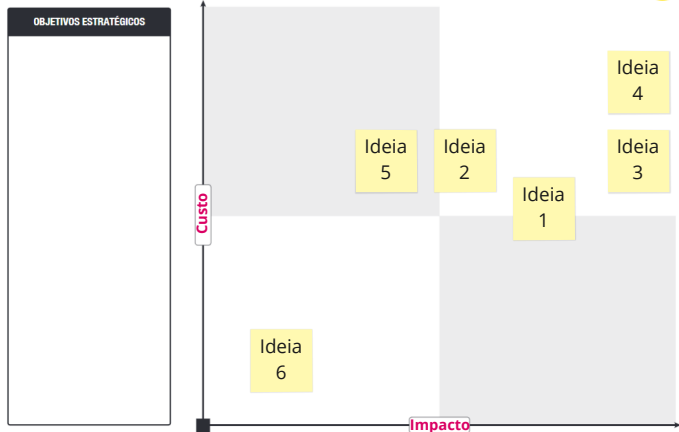 OBJETIVOS ESTRATÉGICOS
Ideia
4
Ideia
5
Ideia
2
Ideia
3
Ideia
1
Custo
Ideia
6
Impacto